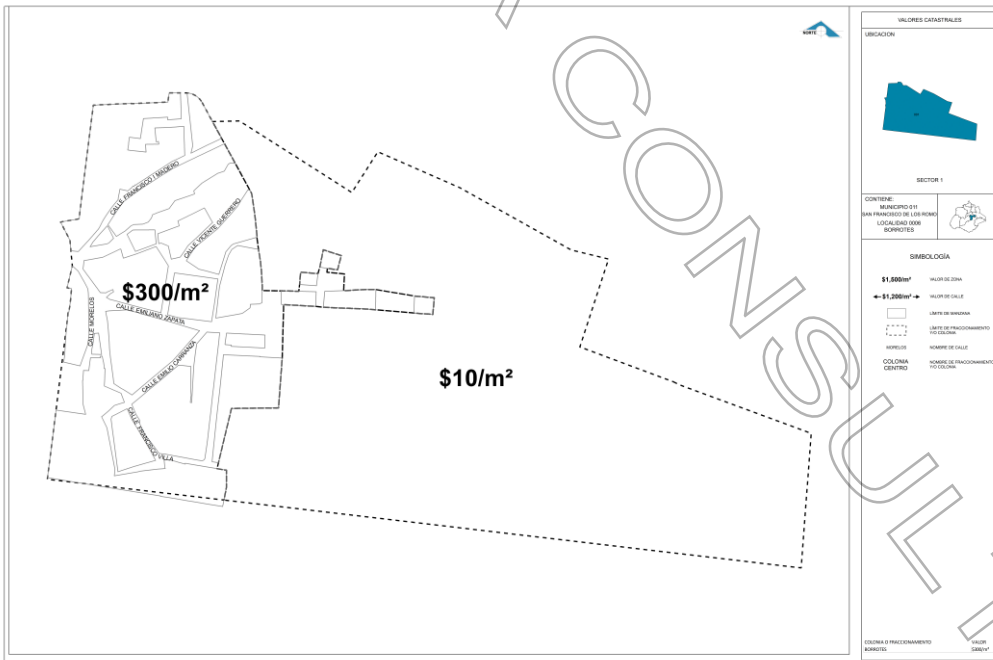 NORTE
CALLE FRANCISCO I MADERO
CALLE VICENTE GUERRERO
$300/m²
CALLE EMILIANO ZAPATA
CALLE MORELOS
CALLE EMILIO CARRANZA
CALLE FRANCISCO VILLA
$10/m²
CONSUL
VALORES CATASTRALES
UBICACION
SECTOR 1
CONTIENE:
MUNICIPIO 011
SAN FRANCISCO DE LOS ROMO
LOCALIDAD 0006
BORROTES
SIMBOLOGÍA
$1,500/m² VALOR DE ZONA
$1,200/m² VALOR DE CALLE
LÍMITE DE MANZANA
LÍMITE DE FRACCIONAMIENTO
Y/O COLONIA
MORELOS NOMBRE DE CALLE
COLONIA CENTRO NOMBRE DE FRACCIONAMIENTO
Y/O COLONIA
COLONIA O FRACCIONAMIENTO VALOR
BORROTES $300/m²